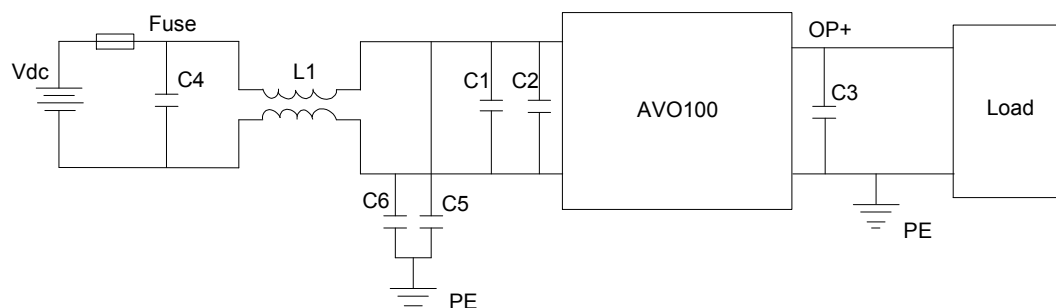 Fuse
Vdc
C4
L1
C1
C2
AVO100
OP+
C3
Load
C6
C5
PE
PE